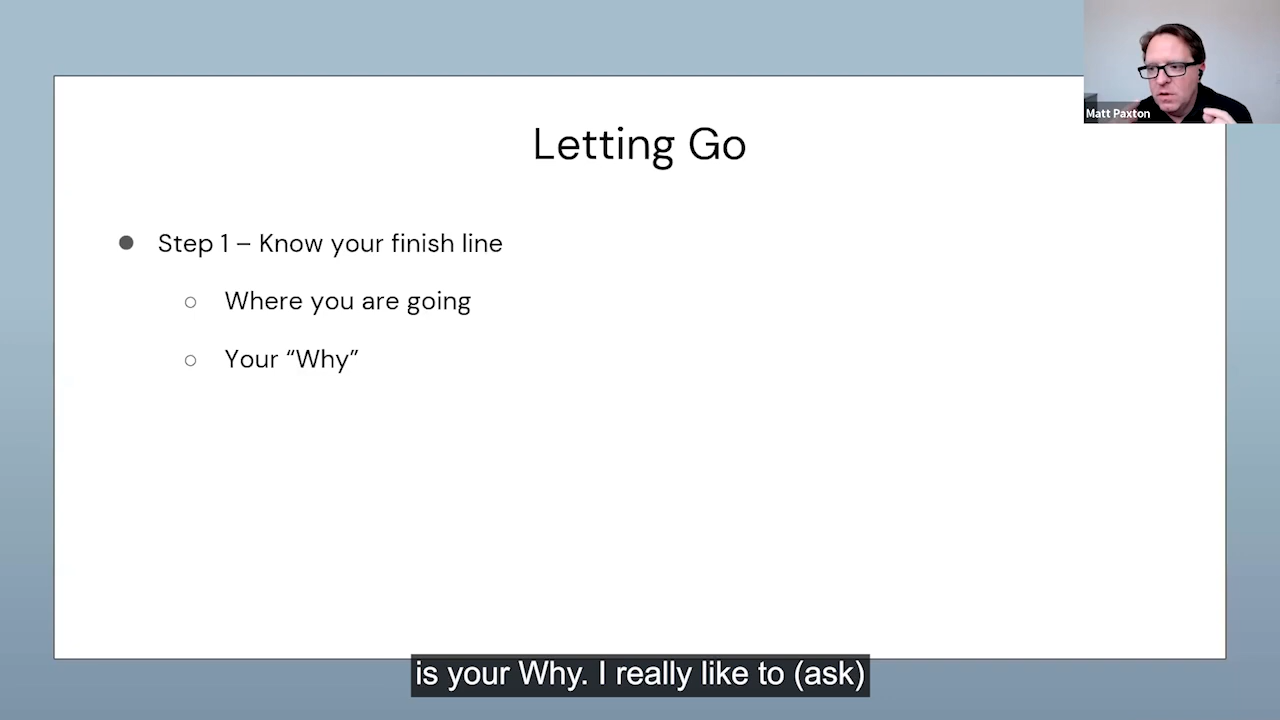 Matt Paxton
Letting Go
● Step 1 – Know your finish line
○ Where you are going
○ Your “Why”
is your Why. I really like to (ask)